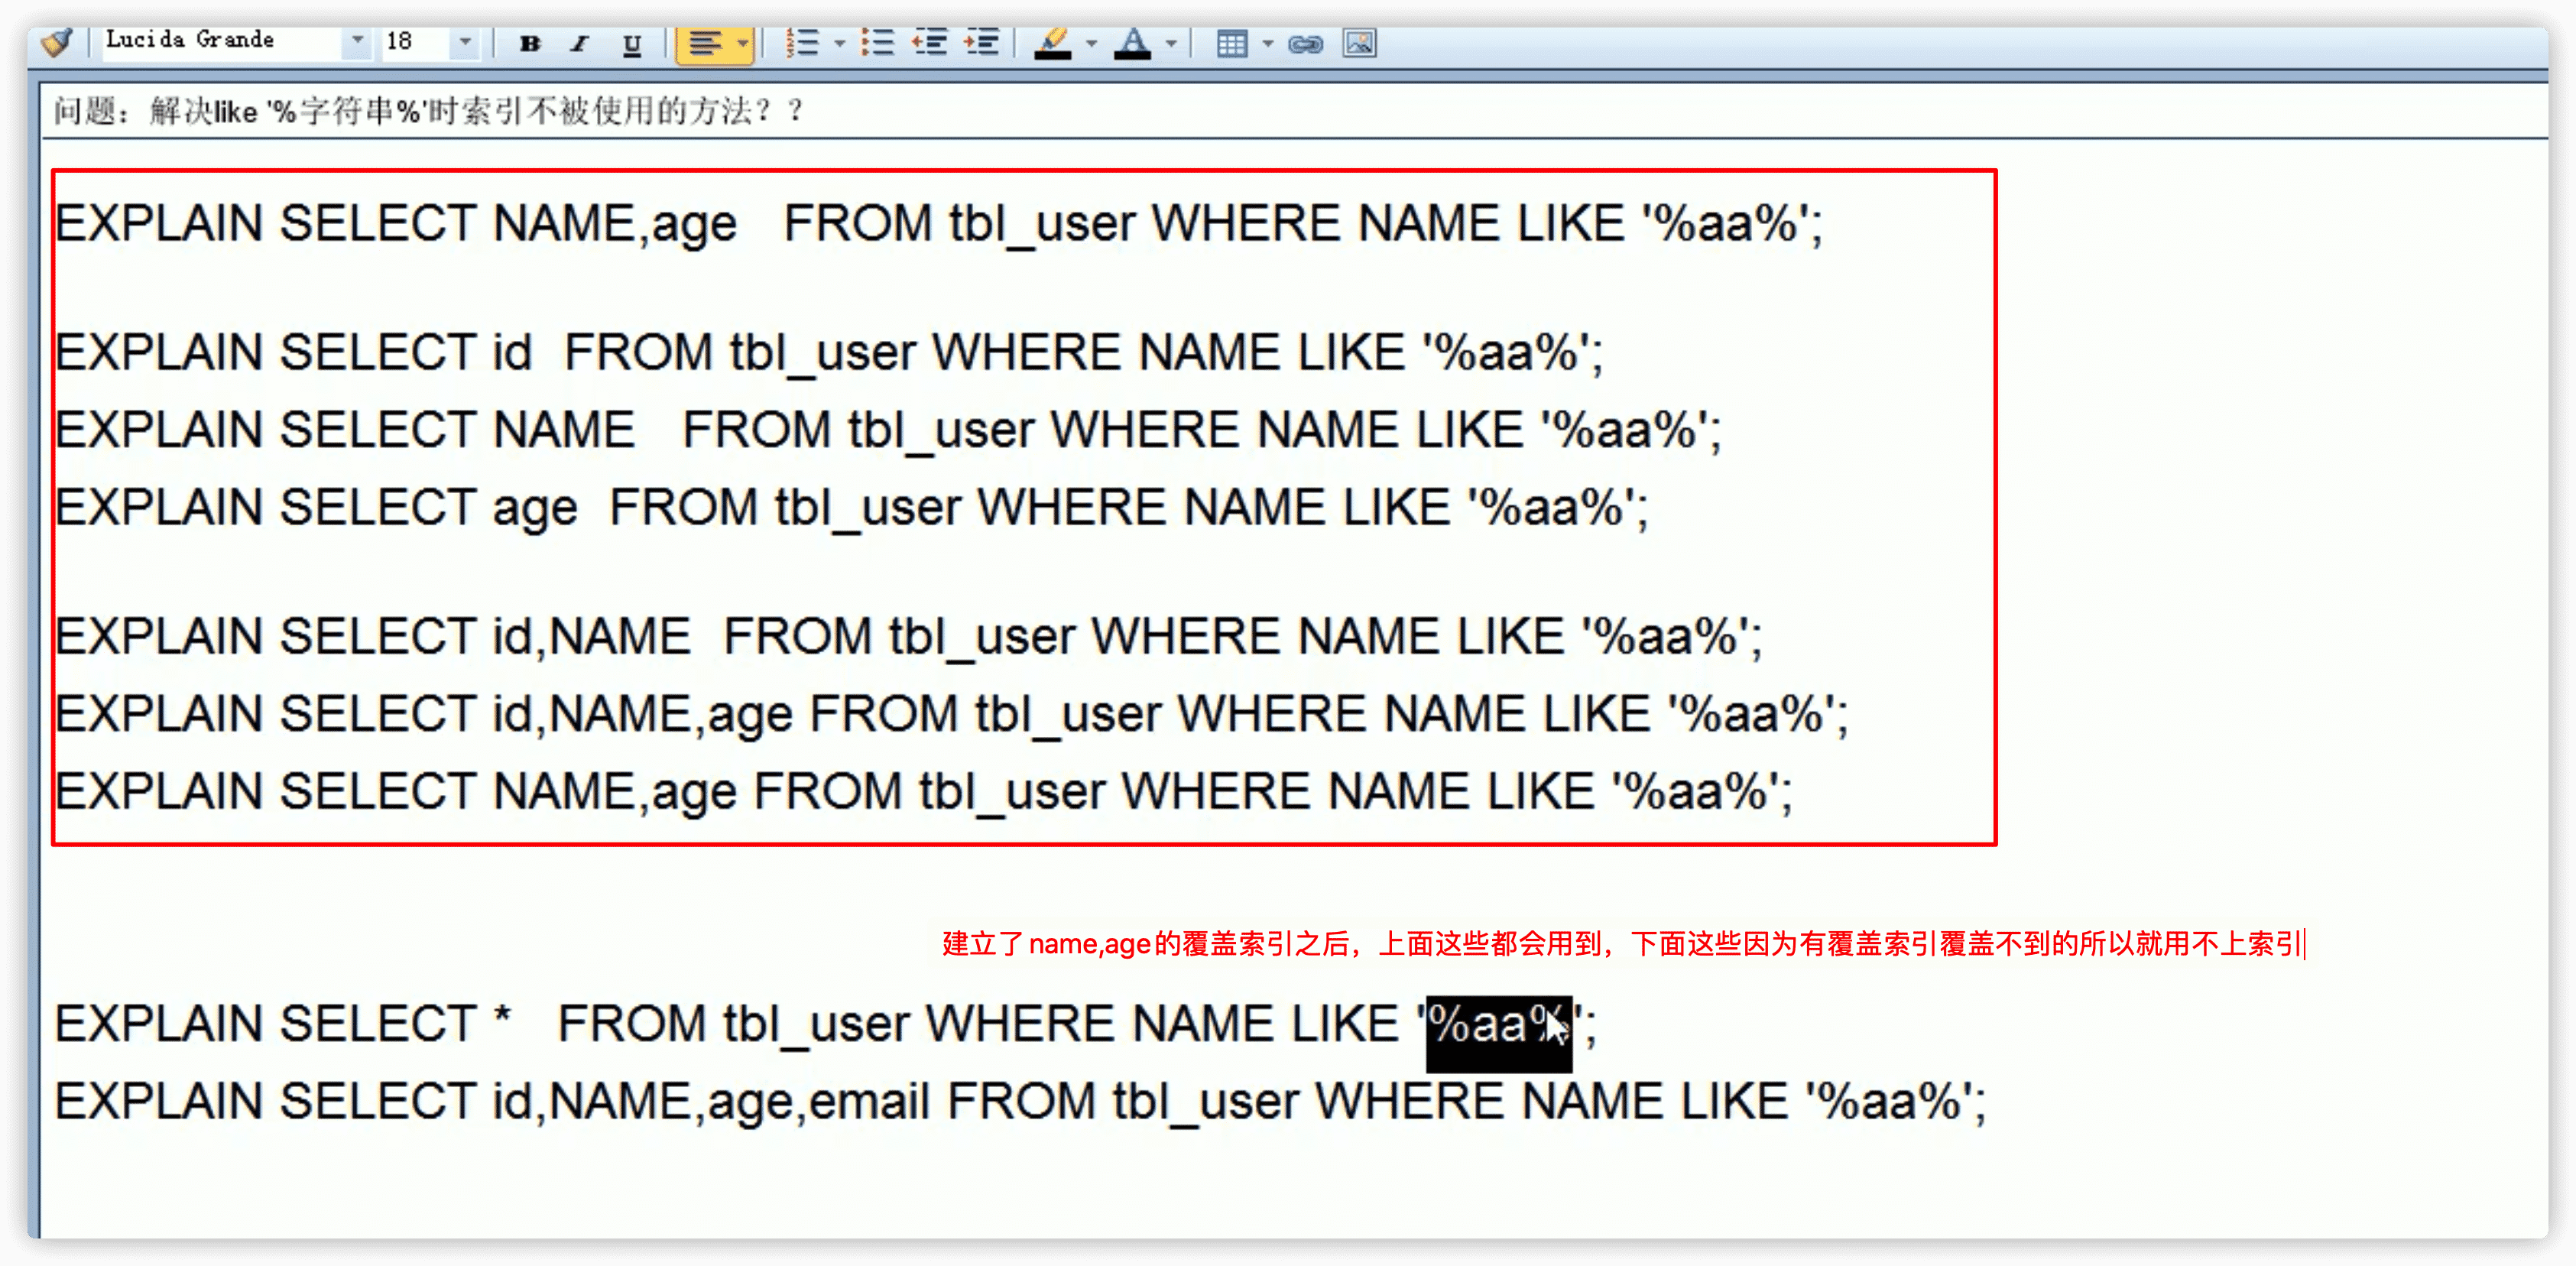 Lucida Grande 18 B I U A
问题：解决like '%字符串%'时索引不被使用的方法？？
EXPLAIN SELECT NAME,age FROM tbl_user WHERE NAME LIKE '%aa%';
EXPLAIN SELECT id FROM tbl_user WHERE NAME LIKE '%aa%';
EXPLAIN SELECT NAME FROM tbl_user WHERE NAME LIKE '%aa%';
EXPLAIN SELECT age FROM tbl_user WHERE NAME LIKE '%aa%';
EXPLAIN SELECT id,NAME FROM tbl_user WHERE NAME LIKE '%aa%';
EXPLAIN SELECT id,NAME,age FROM tbl_user WHERE NAME LIKE '%aa%';
EXPLAIN SELECT NAME,age FROM tbl_user WHERE NAME LIKE '%aa%';
建立了name,age的覆盖索引之后，上面这些都会用到，下面这些因为有覆盖索引覆盖不到的所以就用不上索引
EXPLAIN SELECT * FROM tbl_user WHERE NAME LIKE '%aa%';
EXPLAIN SELECT id,NAME,age,email FROM tbl_user WHERE NAME LIKE '%aa%';